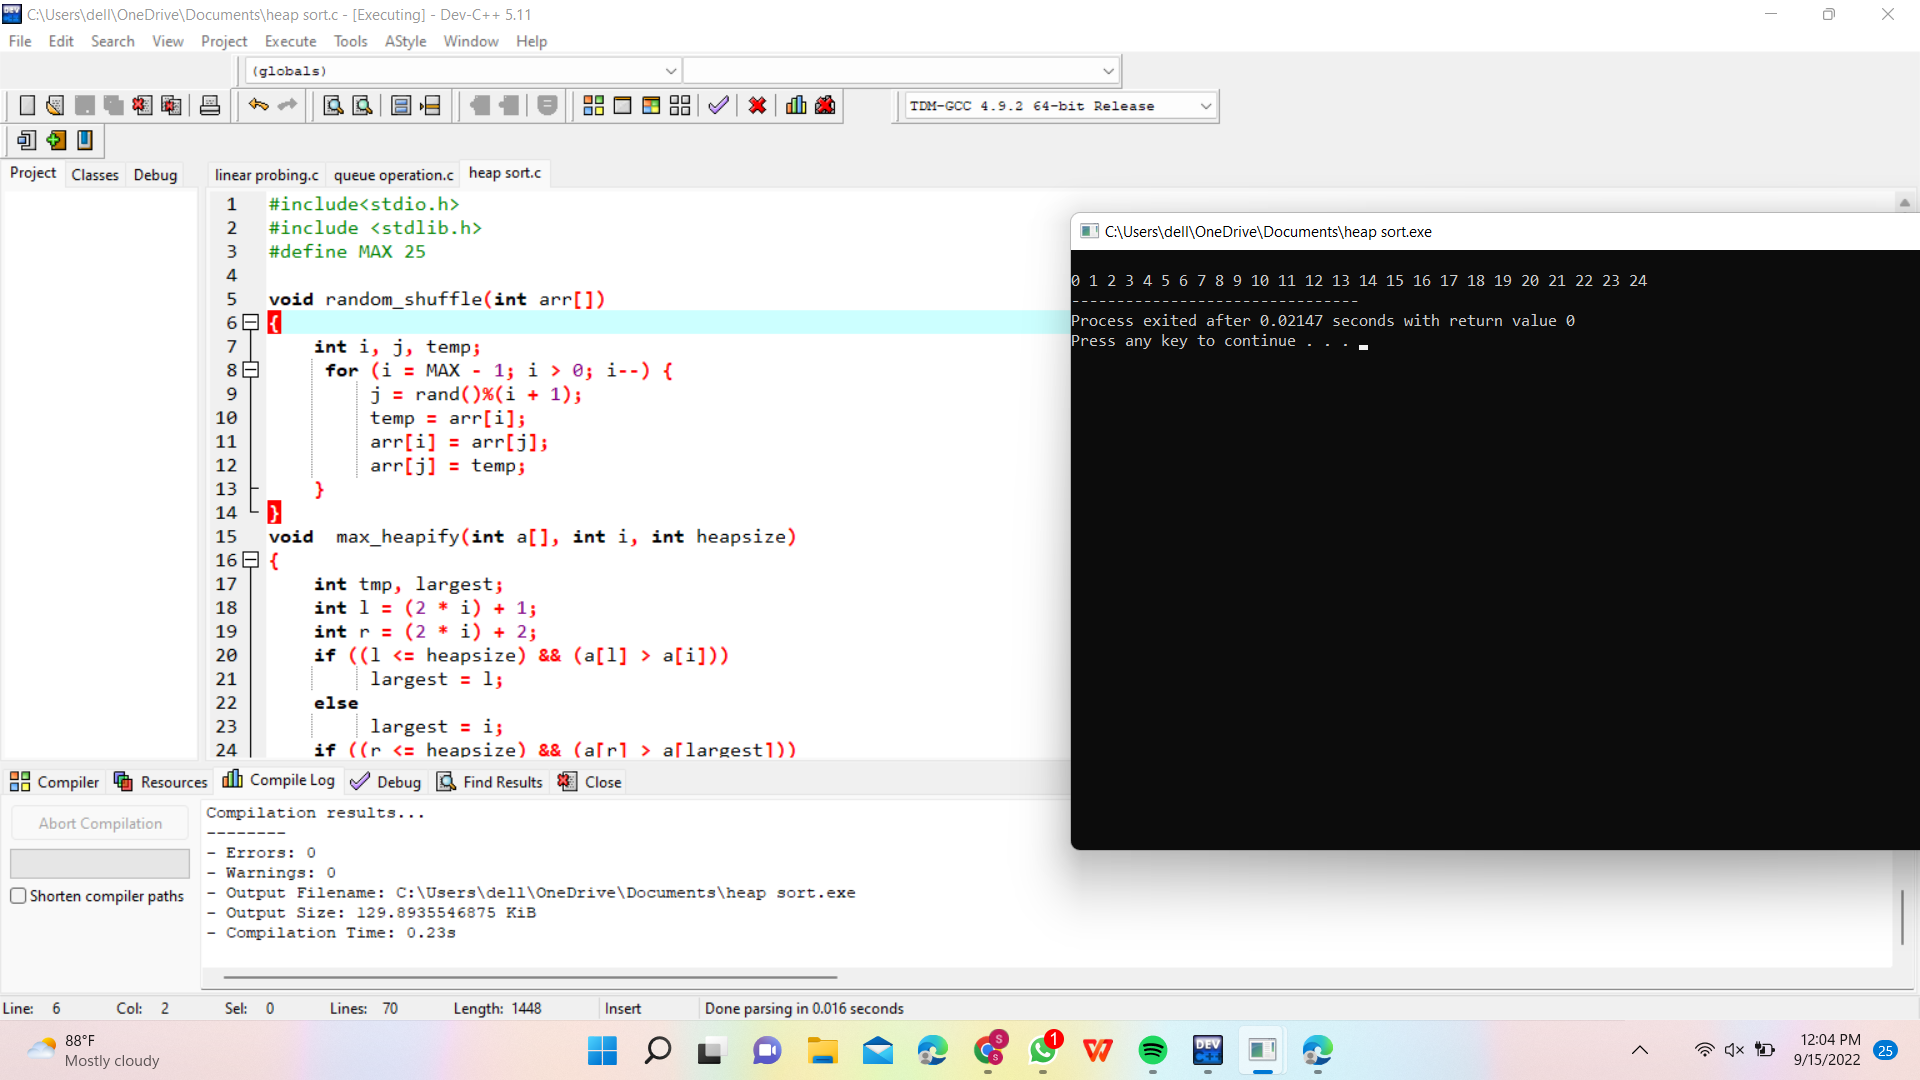 C:\Users\dell\OneDrive\Documents\heap sort.c - [Executing] - Dev-C++ 5.11
File Edit Search View Project Execute Tools AStyle Window Help
(globals)
TDM-GCC 4.9.2 64-bit Release
Project Classes Debug
linear probing.c queue operation.c heap sort.c
1 #include<stdio.h>
2 #include <stdlib.h>
3 #define MAX 25
4
5 void random_shuffle(int arr[])
6 {
7 int i, j, temp;
8 for (i = MAX - 1; i > 0; i--) {
9 j = rand()%(i + 1);
10 temp = arr[i];
11 arr[i] = arr[j];
12 arr[j] = temp;
13 }
14 }
15 void  max_heapify(int a[], int i, int heapsize)
16 {
17 int tmp, largest;
18 int l = (2 * i) + 1;
19 int r = (2 * i) + 2;
20 if ((l <= heapsize) && (a[l] > a[i]))
21 largest = l;
22 else
23 largest = i;
24 if ((r <= heapsize) && (a[r] > a[largest]))
C:\Users\dell\OneDrive\Documents\heap sort.exe
0 1 2 3 4 5 6 7 8 9 10 11 12 13 14 15 16 17 18 19 20 21 22 23 24
--------------------------------
Process exited after 0.02147 seconds with return value 0
Press any key to continue . . .
Compiler Resources Compile Log Debug Find Results Close
Abort Compilation
Shorten compiler paths
Compilation results...
--------
- Errors: 0
- Warnings: 0
- Output Filename: C:\Users\dell\OneDrive\Documents\heap sort.exe
- Output Size: 129.8935546875 KiB
- Compilation Time: 0.23s
Line: 6 Col: 2 Sel: 0 Lines: 70 Length: 1448 Insert Done parsing in 0.016 seconds
88°F
Mostly cloudy
S
S
1
DEV
C++
12:04 PM
9/15/2022
25